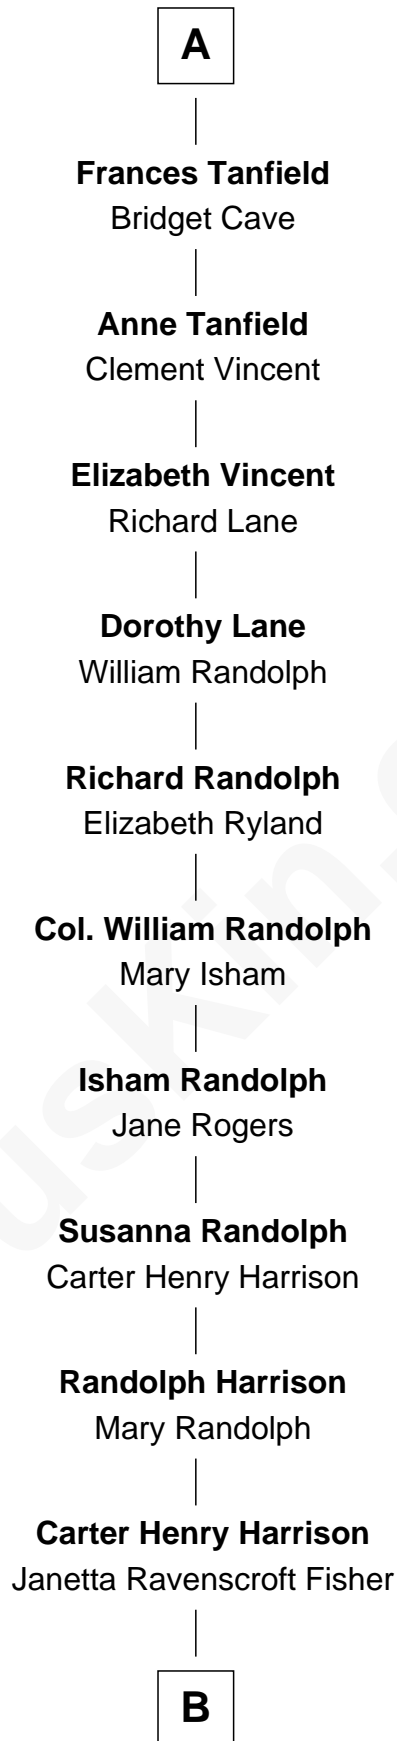 A
Frances Tanfield
Bridget Cave
Anne Tanfield
Clement Vincent
Elizabeth Vincent
Richard Lane
Dorothy Lane
William Randolph
Richard Randolph
Elizabeth Ryland
Col. William Randolph
Mary Isham
Isham Randolph
Jane Rogers
Susanna Randolph
Carter Henry Harrison
Randolph Harrison
Mary Randolph
Carter Henry Harrison
Janetta Ravenscroft Fisher
B